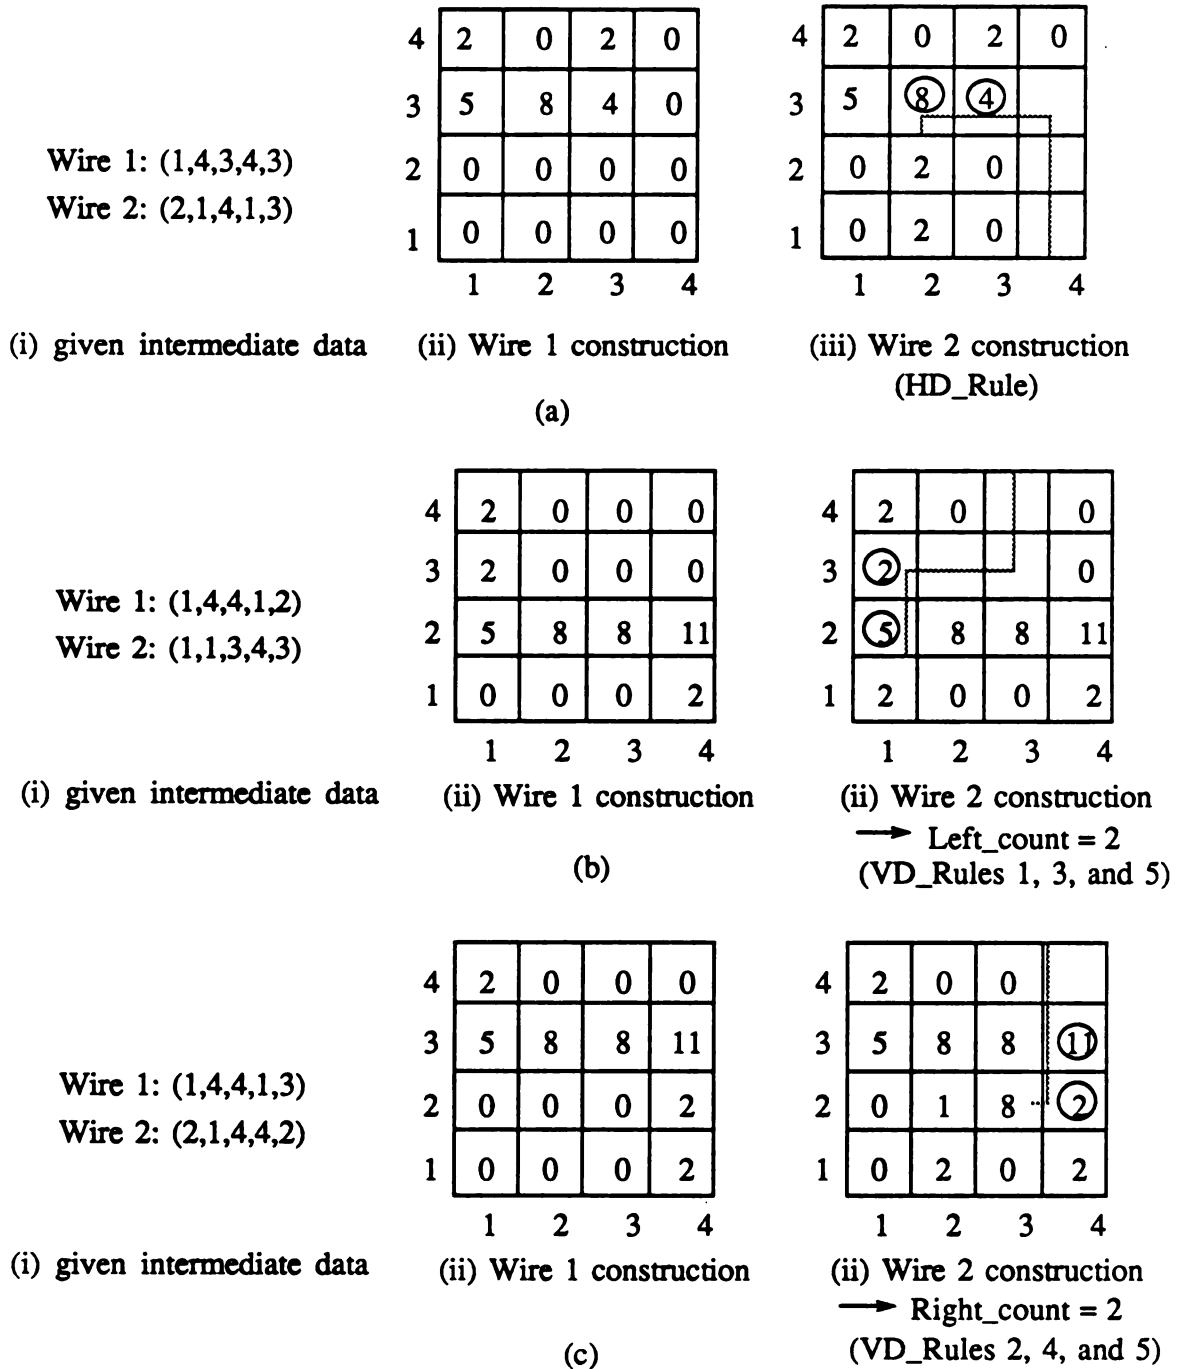 4 2 0 2 0
3 5 8 4 0
2 0 0 0 0
1 0 0 0 0
1 2 3 4
4 2 0 2 0
3 5 8 4
2 0 2 0
1 0 2 0
1 2 3 4
Wire 1: (1,4,3,4,3)
Wire 2: (2,1,4,1,3)
(i) given intermediate data
(ii) Wire 1 construction
(iii) Wire 2 construction
(HD_Rule)
(a)
4 2 0 0 0
3 2 0 0 0
2 5 8 8 11
1 0 0 0 2
1 2 3 4
4 2 0 0
3 2 0
2 5 8 8 11
1 2 0 0 2
1 2 3 4
Wire 1: (1,4,4,1,2)
Wire 2: (1,1,3,4,3)
(i) given intermediate data
(ii) Wire 1 construction
(ii) Wire 2 construction
Left_count = 2
(VD_Rules 1, 3, and 5)
(b)
4 2 0 0 0
3 5 8 8 11
2 0 0 0 2
1 0 0 0 2
1 2 3 4
4 2 0 0
3 5 8 8 11
2 0 1 8 2
1 0 2 0 2
1 2 3 4
Wire 1: (1,4,4,1,3)
Wire 2: (2,1,4,4,2)
(i) given intermediate data
(ii) Wire 1 construction
(ii) Wire 2 construction
Right_count = 2
(VD_Rules 2, 4, and 5)
(c)